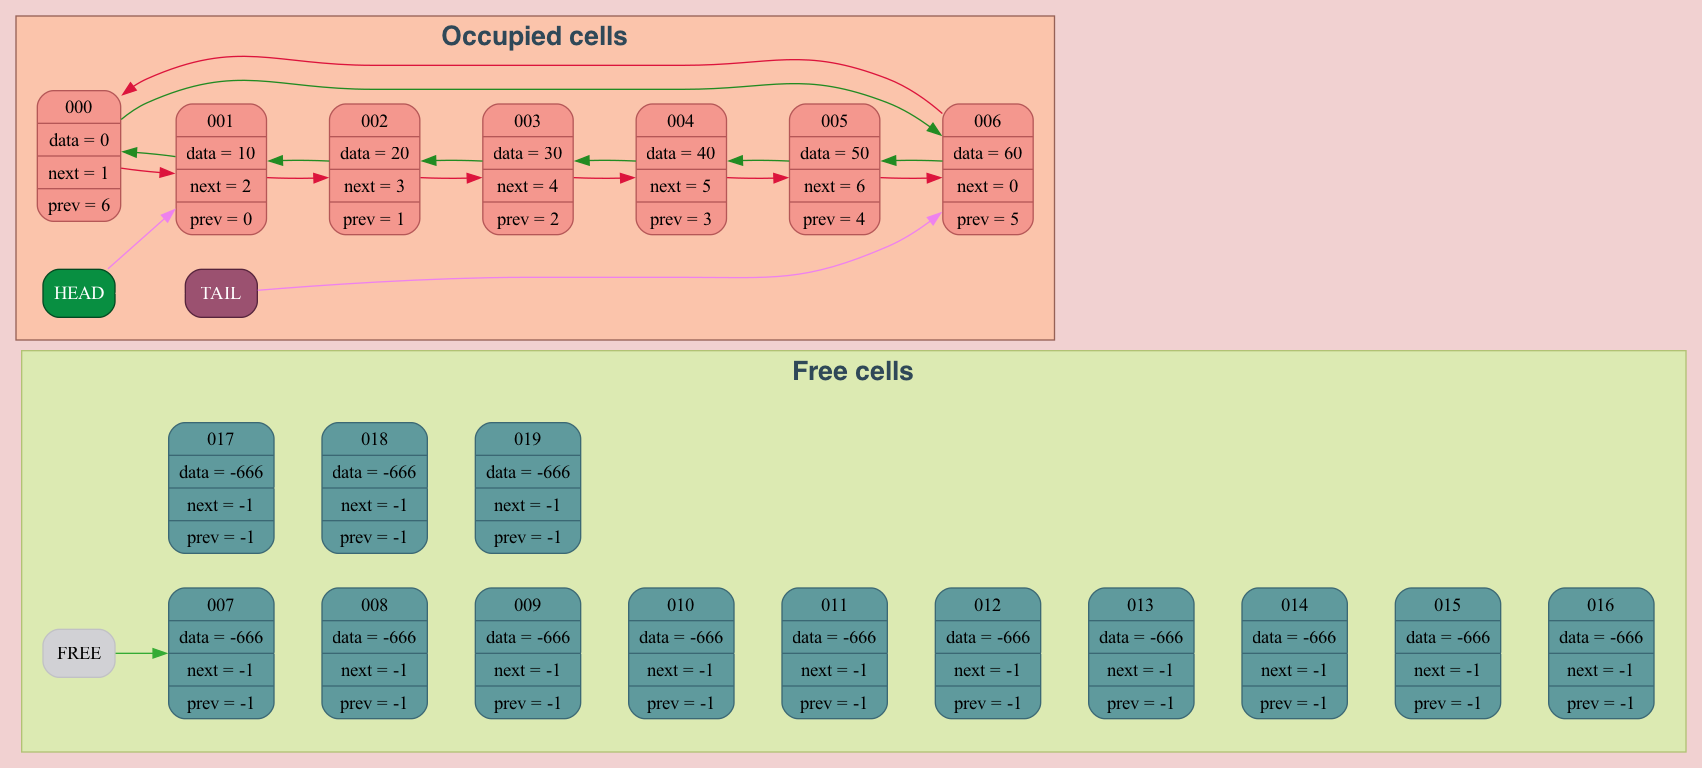 Occupied cells
000
data = 0
next = 1
prev = 6
001
data = 10
next = 2
prev = 0
002
data = 20
next = 3
prev = 1
003
data = 30
next = 4
prev = 2
004
data = 40
next = 5
prev = 3
005
data = 50
next = 6
prev = 4
006
data = 60
next = 0
prev = 5
HEAD
TAIL
Free cells
017
data = -666
next = -1
prev = -1
018
data = -666
next = -1
prev = -1
019
data = -666
next = -1
prev = -1
FREE
007
data = -666
next = -1
prev = -1
008
data = -666
next = -1
prev = -1
009
data = -666
next = -1
prev = -1
010
data = -666
next = -1
prev = -1
011
data = -666
next = -1
prev = -1
012
data = -666
next = -1
prev = -1
013
data = -666
next = -1
prev = -1
014
data = -666
next = -1
prev = -1
015
data = -666
next = -1
prev = -1
016
data = -666
next = -1
prev = -1